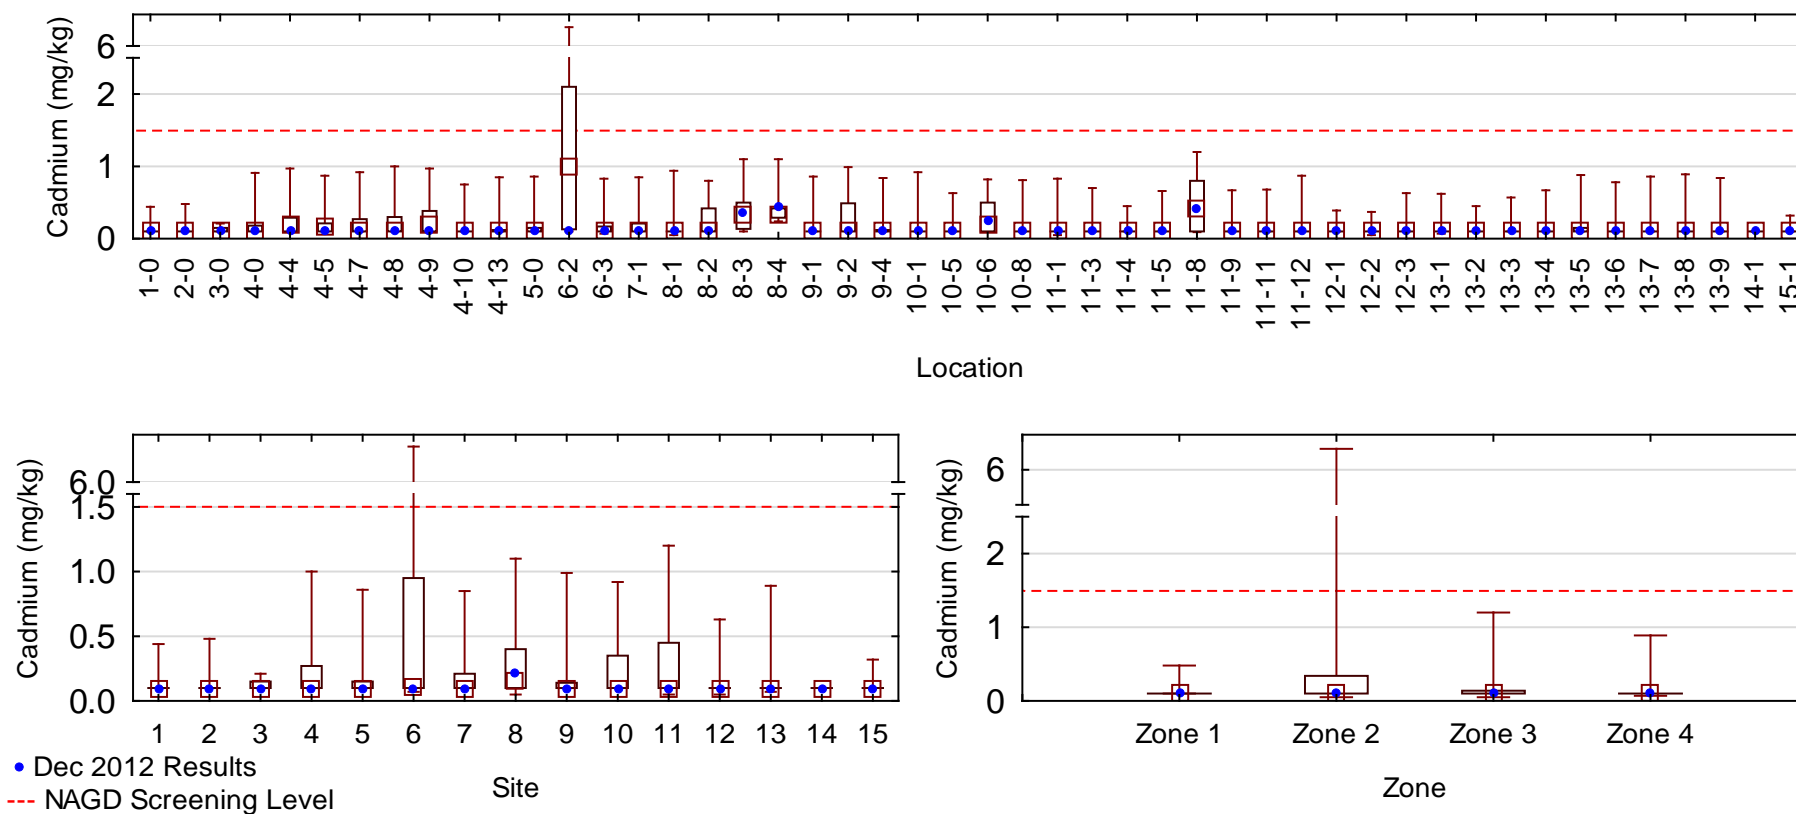 Cadmium (mg/kg)
6
2
1
0
1-0 2-0 3-0 4-0 4-4 4-5 4-7 4-8 4-9 4-10 4-13 5-0 6-2 6-3 7-1 8-1 8-2 8-3 8-4 9-1 9-2 9-4 10-1 10-5 10-6 10-8 11-1 11-3 11-4 11-5 11-8 11-9 11-11 11-12 12-1 12-2 12-3 13-1 13-2 13-3 13-4 13-5 13-6 13-7 13-8 13-9 14-1 15-1
Location
Cadmium (mg/kg)
6.0
1.5
1.0
0.5
0.0
1 2 3 4 5 6 7 8 9 10 11 12 13 14 15
Site
Cadmium (mg/kg)
6
2
1
0
Zone 1 Zone 2 Zone 3 Zone 4
Zone
Dec 2012 Results
NAGD Screening Level